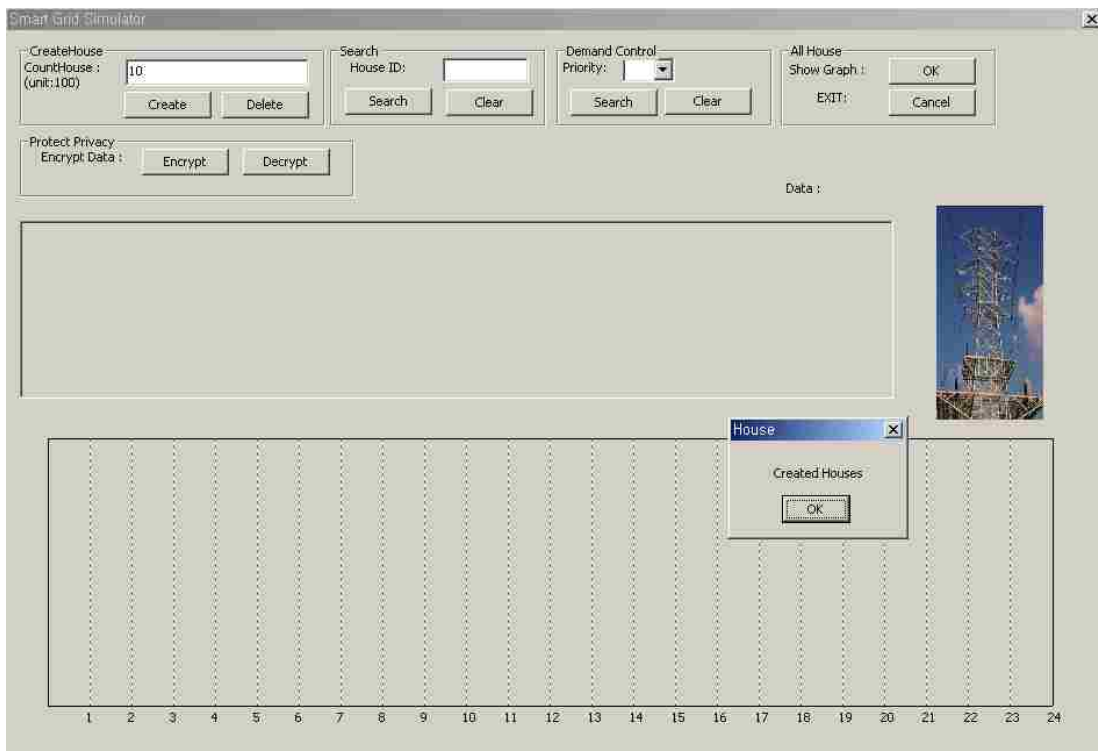 Smart Grid Simulator
CreateHouse
CountHouse :
(unit:100)
10
Create
Delete
Search
House ID:
Search
Clear
Demand Control
Priority:
Search
Clear
All House
Show Graph :
OK
EXIT:
Cancel
Protect Privacy
Encrypt Data :
Encrypt
Decrypt
Data :
House
Created Houses
OK
1 2 3 4 5 6 7 8 9 10 11 12 13 14 15 16 17 18 19 20 21 22 23 24